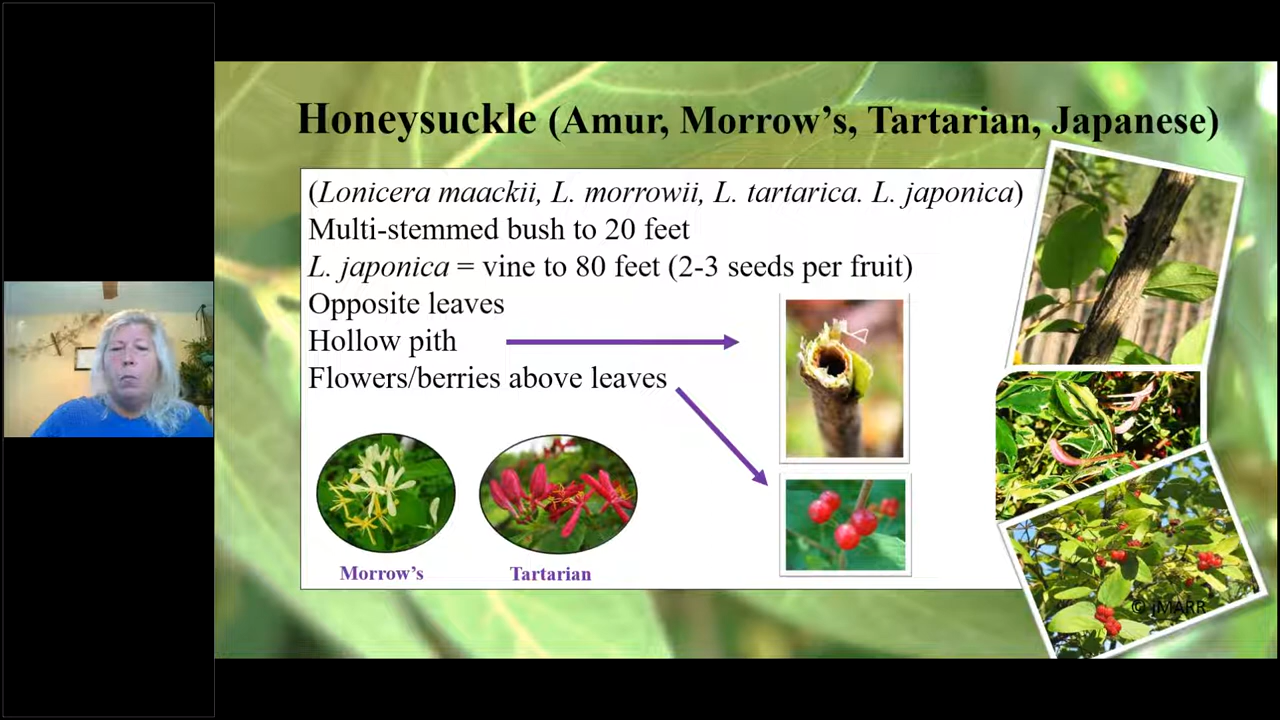 Honeysuckle (Amur, Morrow’s, Tartarian, Japanese)
(Lonicera maackii, L. morrowii, L. tartarica. L. japonica)
Multi-stemmed bush to 20 feet
L. japonica = vine to 80 feet (2-3 seeds per fruit)
Opposite leaves
Hollow pith
Flowers/berries above leaves
Morrow’s
Tartarian
© jMARR